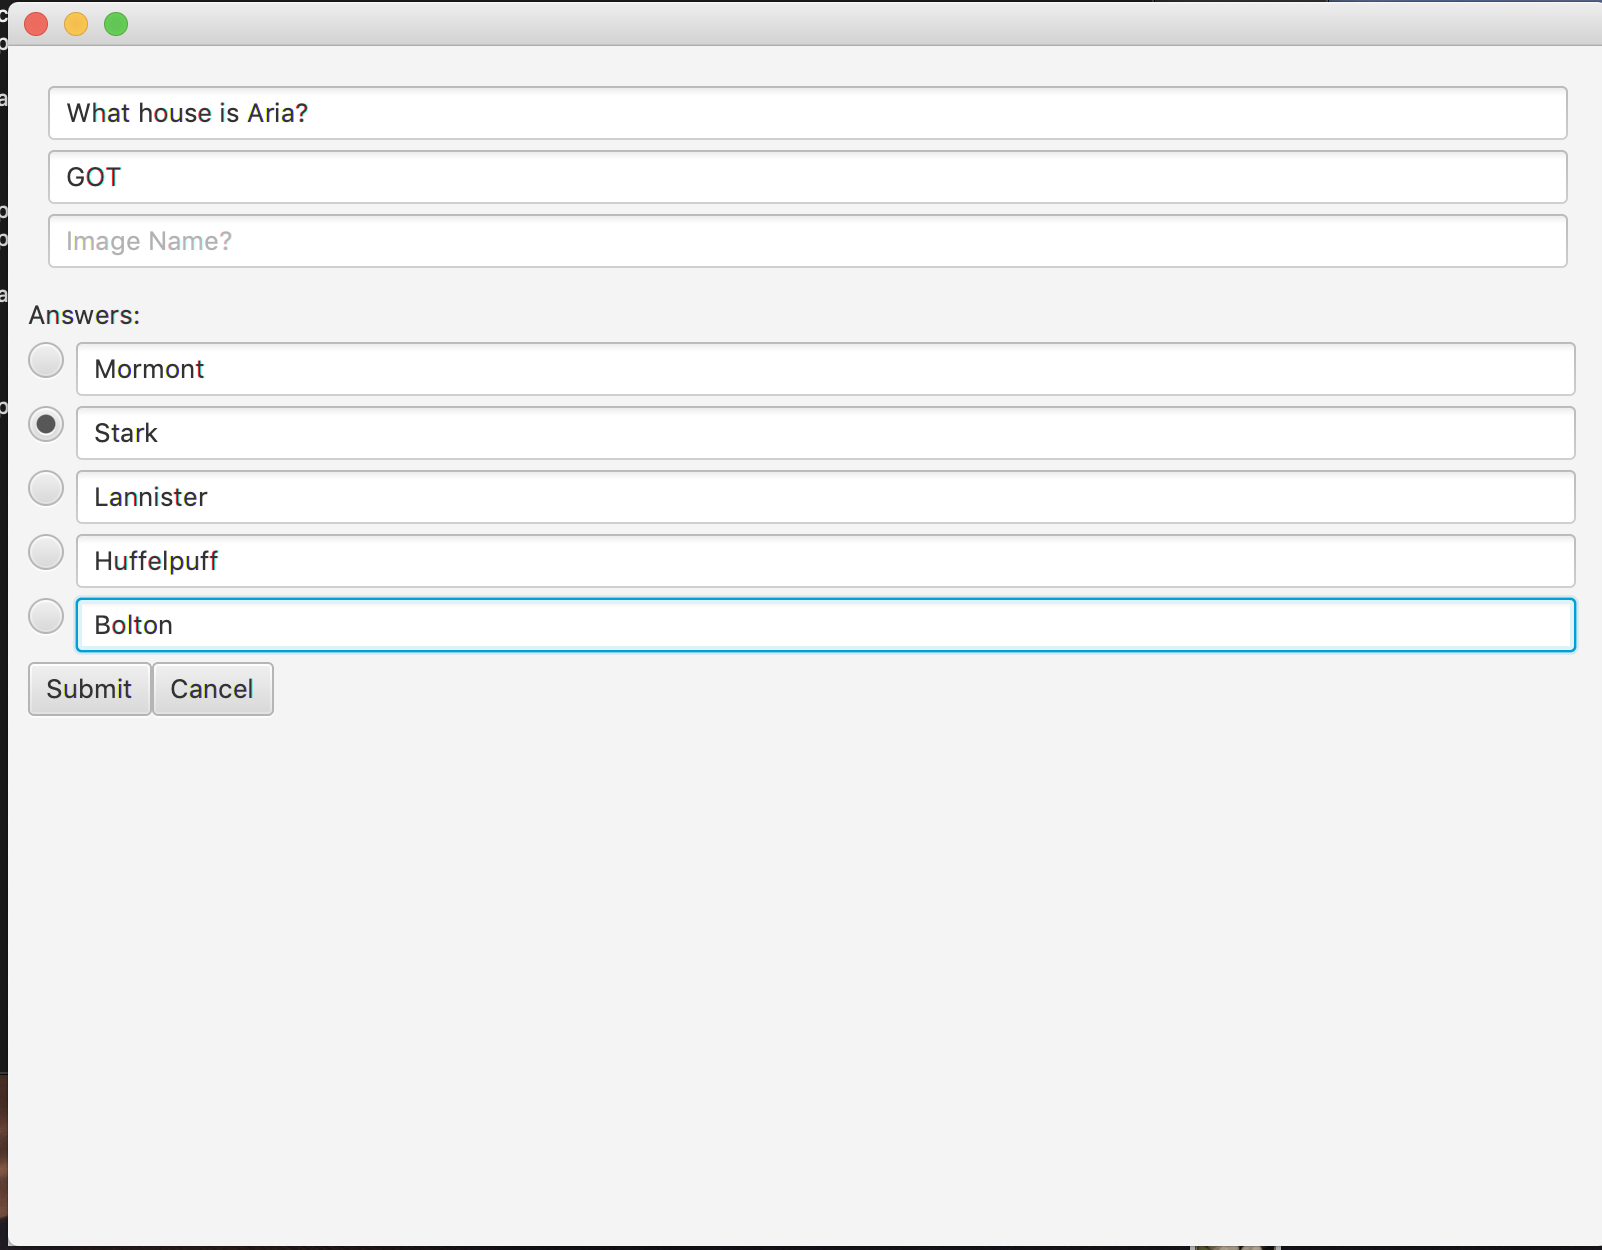 What house is Aria?
GOT
Image Name?
Answers:
Mormont
Stark
Lannister
Huffelpuff
Bolton
Submit Cancel